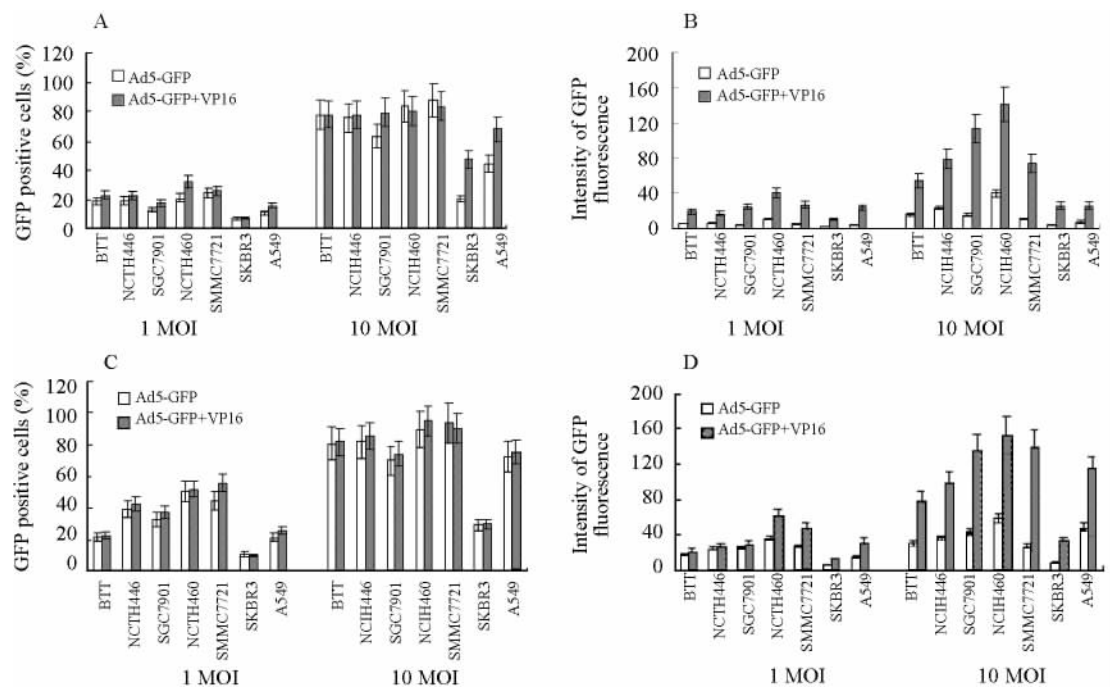 A
GFP positive cells (%)
120
100
80
60
40
20
0
Ad5-GFP
Ad5-GFP+VP16
BTT
NCTH446
SGC7901
NCTH460
SMMC7721
SKBR3
A549
BTT
NCIH446
SGC7901
NCIH460
SMMC7721
SKBR3
A549
1 MOI
10 MOI
B
Intensity of GFP
fluorescence
200
160
120
80
40
0
Ad5-GFP
Ad5-GFP+VP16
BTT
NCTH446
SGC7901
NCTH460
SMMC7721
SKBR3
A549
BTT
NCIH446
SGC7901
NCIH460
SMMC7721
SKBR3
A549
1 MOI
10 MOI
C
GFP positive cells (%)
120
100
80
60
40
20
0
Ad5-GFP
Ad5-GFP+VP16
BTT
NCTH446
SGC7901
NCTH460
SMMC7721
SKBR3
A549
BTT
NCIH446
SGC7901
NCIH460
SMMC7721
SKBR3
A549
1 MOI
10 MOI
D
Intensity of GFP
fluorescence
200
160
120
80
40
0
Ad5-GFP
Ad5-GFP+VP16
BTT
NCTH446
SGC7901
NCTH460
SMMC7721
SKBR3
A549
BTT
NCIH446
SGC7901
NCIH460
SMMC7721
SKBR3
A549
1 MOI
10 MOI